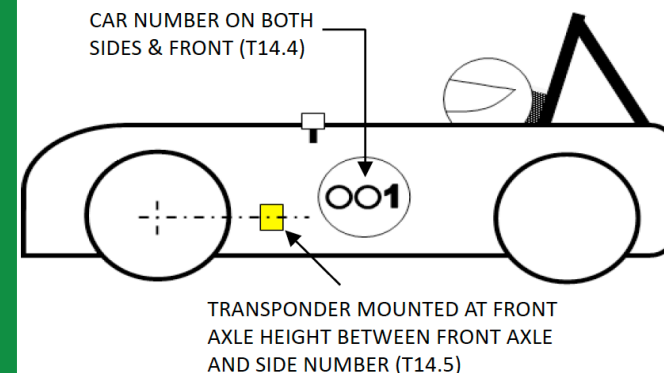 CAR NUMBER ON BOTH
SIDES & FRONT (T14.4)
001
TRANSPONDER MOUNTED AT FRONT
AXLE HEIGHT BETWEEN FRONT AXLE
AND SIDE NUMBER (T14.5)